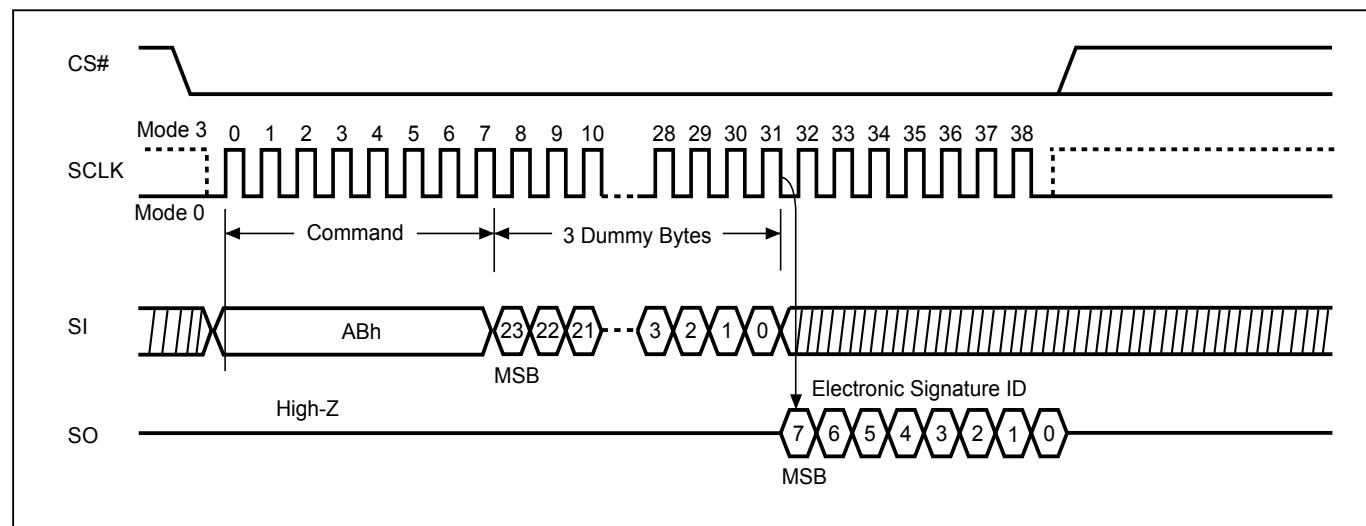 CS#
Mode 3 0 1 2 3 4 5 6 7 8 9 10 28 29 30 31 32 33 34 35 36 37 38
SCLK
Mode 0
Command 3 Dummy Bytes
SI ABh 23 22 21 3 2 1 0
MSB
Electronic Signature ID
High-Z
SO 7 6 5 4 3 2 1 0
MSB